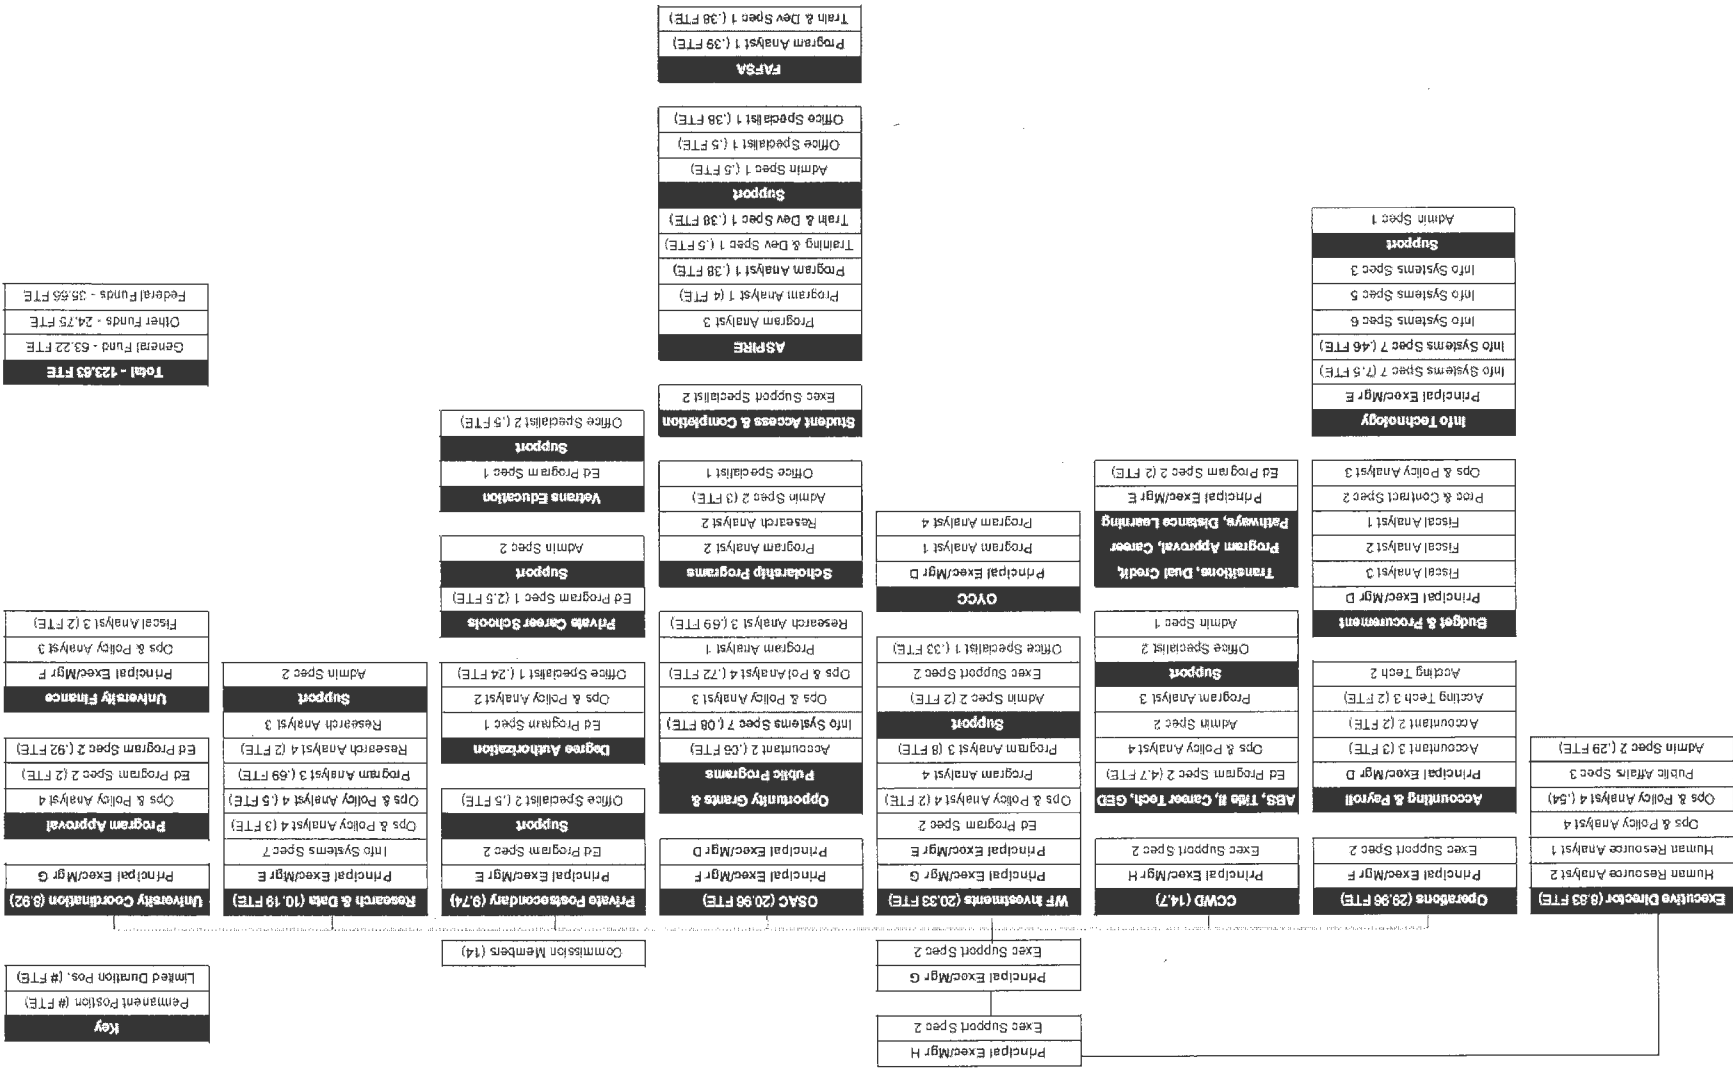 Principal Exec/Mgr H
Exec Support Spec 2
Principal Exec/Mgr G
Exec Support Spec 2
Commission Members (14)
Key
Permanent Postion (# FTE)
Limited Duration Pos. (# FTE)
Executive Director (8.83 FTE)
Human Resource Analyst 2
Human Resource Analyst 1
Ops & Policy Analyst 4
Ops & Policy Analyst 4 (.54)
Public Affairs Spec 3
Admin Spec 2 (.29 FTE)
Operations (29.96 FTE)
Principal Exec/Mgr F
Exec Support Spec 2
Accounting & Payroll
Principal Exec/Mgr D
Accountant 3 (3 FTE)
Accountant 2 (2 FTE)
Accting Tech 3 (2 FTE)
Accting Tech 2
Budget & Procurement
Principal Exec/Mgr D
Fiscal Analyst 3
Fiscal Analyst 2
Fiscal Analyst 1
Proc & Contract Spec 2
Ops & Policy Analyst 3
Info Technology
Principal Exec/Mgr E
Info Systems Spec 7 (7.5 FTE)
Info Systems Spec 7 (.46 FTE)
Info Systems Spec 6
Info Systems Spec 5
Info Systems Spec 3
Support
Admin Spec 1
CCWD (14.7)
Principal Exec/Mgr H
Exec Support Spec 2
ABS, Title II, Career Tech, GED
Ed Program Spec 2 (4.7 FTE)
Ops & Policy Analyst 4
Admin Spec 2
Program Analyst 3
Support
Office Specialist 2
Admin Spec 1
Transitions, Dual Credit,
Program Approval, Career
Pathways, Distance Learning
Principal Exec/Mgr E
Ed Program Spec 2 (2 FTE)
WF Investments (20.33 FTE)
Principal Exec/Mgr G
Principal Exec/Mgr E
Ed Program Spec 2
Ops & Policy Analyst 4 (2 FTE)
Program Analyst 4
Program Analyst 3 (8 FTE)
Support
Admin Spec 2 (2 FTE)
Exec Support Spec 2
Office Specialist 1 (.33 FTE)
OYCC
Principal Exec/Mgr D
Program Analyst 1
Program Analyst 4
OSAC (20.96 FTE)
Principal Exec/Mgr F
Principal Exec/Mgr D
Opportunity Grants &
Public Programs
Accountant 2 (.06 FTE)
Info Systems Spec 7 (.08 FTE)
Ops & Policy Analyst 3
Ops & Pol Analyst 4 (.72 FTE)
Program Analyst 1
Research Analyst 3 (.69 FTE)
Scholarship Programs
Program Analyst 2
Research Analyst 2
Admin Spec 2 (3 FTE)
Office Specialist 1
Student Access & Completion
Exec Support Specialist 2
ASPIRE
Program Analyst 3
Program Analyst 1 (4 FTE)
Program Analyst 1 (.38 FTE)
Training & Dev Spec 1 (.5 FTE)
Train & Dev Spec 1 (.38 FTE)
Support
Admin Spec 1 (.5 FTE)
Office Specialist 1 (.5 FTE)
Office Specialist 1 (.38 FTE)
FAFSA
Program Analyst 1 (.39 FTE)
Train & Dev Spec 1 (.38 FTE)
Private Postsecondary (9.74)
Principal Exec/Mgr E
Ed Program Spec 2
Support
Office Specialist 2 (.5 FTE)
Degree Authorization
Ed Program Spec 1
Ops & Policy Analyst 2
Office Specialist 1 (.24 FTE)
Private Career Schools
Ed Program Spec 1 (2.5 FTE)
Support
Admin Spec 2
Vetrans Education
Ed Program Spec 1
Support
Office Specialist 2 (.5 FTE)
Research & Data (10.19 FTE)
Principal Exec/Mgr E
Info Systems Spec 7
Ops & Policy Analyst 4 (3 FTE)
Ops & Policy Analyst 4 (.5 FTE)
Program Analyst 3 (.69 FTE)
Research Analyst 4 (2 FTE)
Research Analyst 3
Support
Admin Spec 2
University Coordination (8.92)
Principal Exec/Mgr G
Program Approval
Ops & Policy Analyst 4
Ed Program Spec 2 (2 FTE)
Ed Program Spec 2 (.92 FTE)
University Finance
Principal Exec/Mgr F
Ops & Policy Analyst 3
Fiscal Analyst 3 (2 FTE)
Total - 123.63 FTE
General Fund - 63.22 FTE
Other Funds - 24.75 FTE
Federal Funds - 35.66 FTE